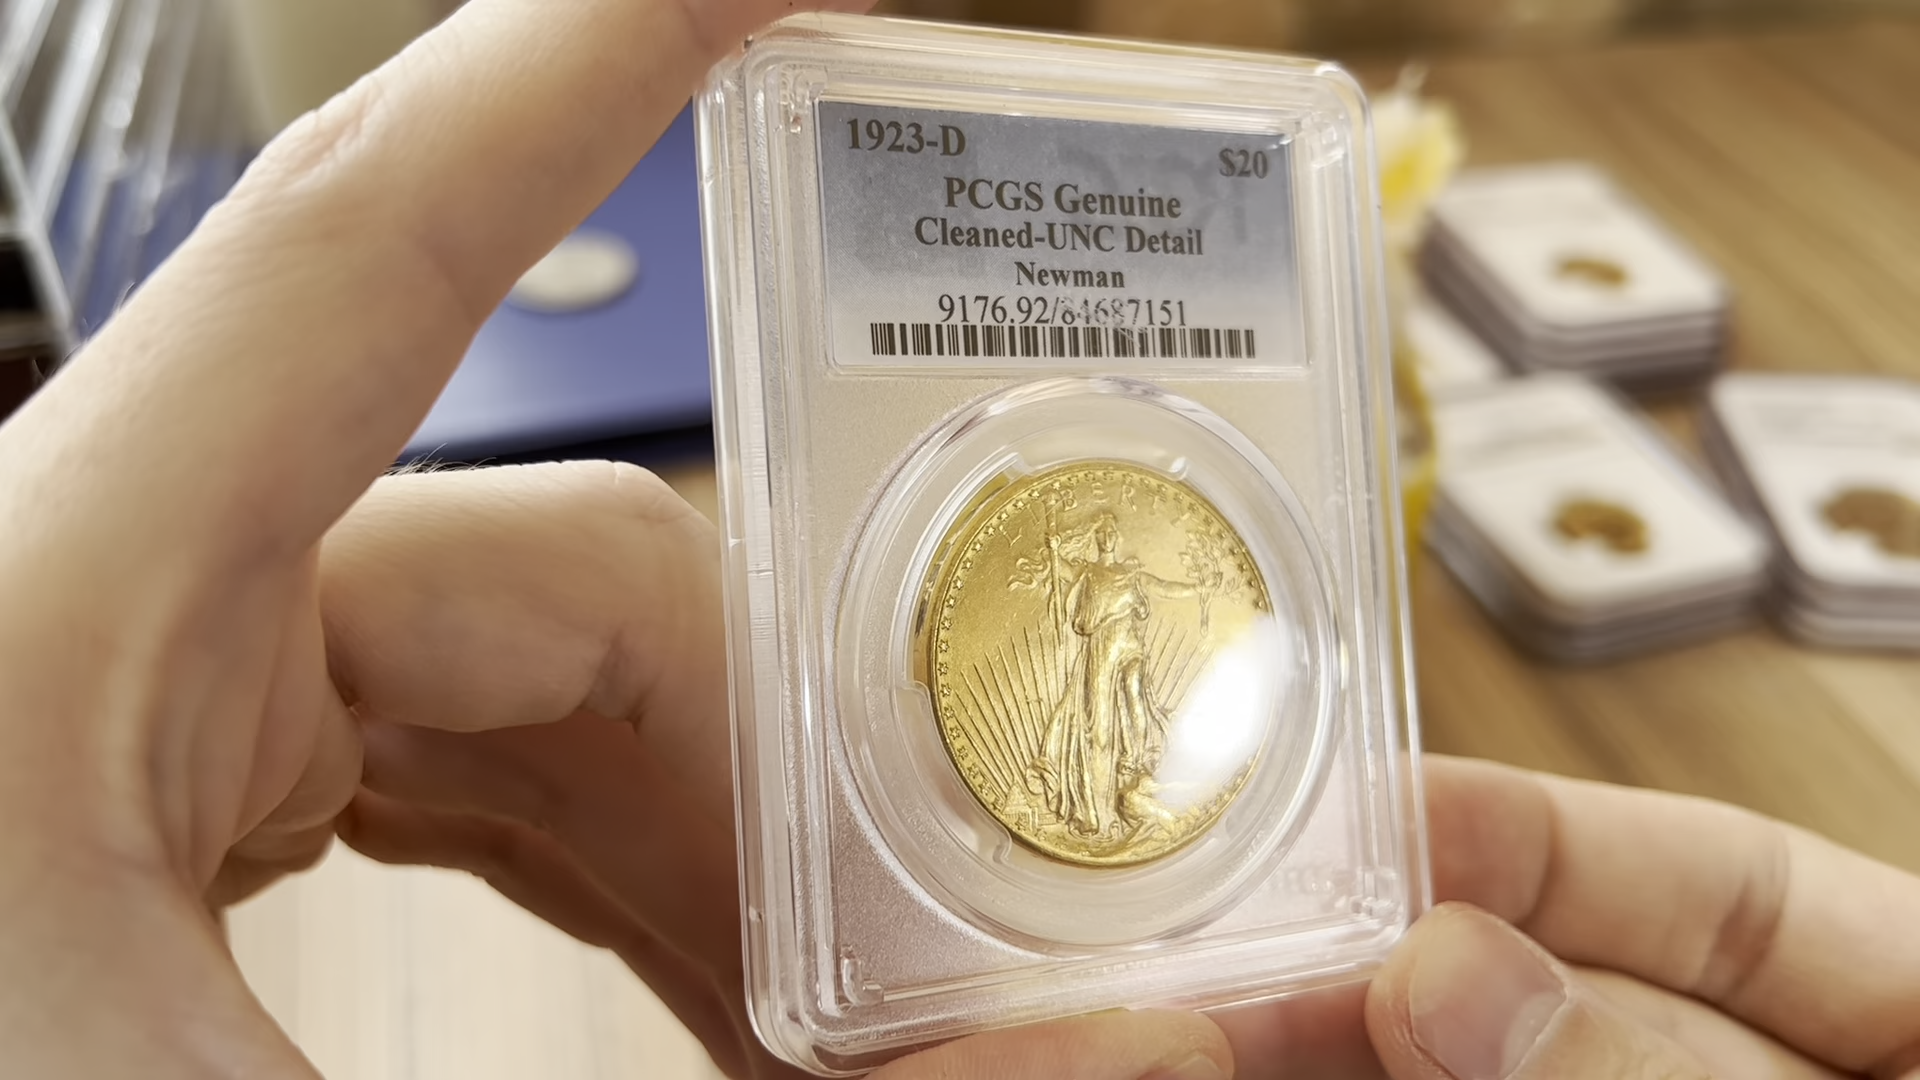 1923-D
$20
PCGS Genuine
Cleaned-UNC Detail
Newman
9176.92/84687151
LIBERTY